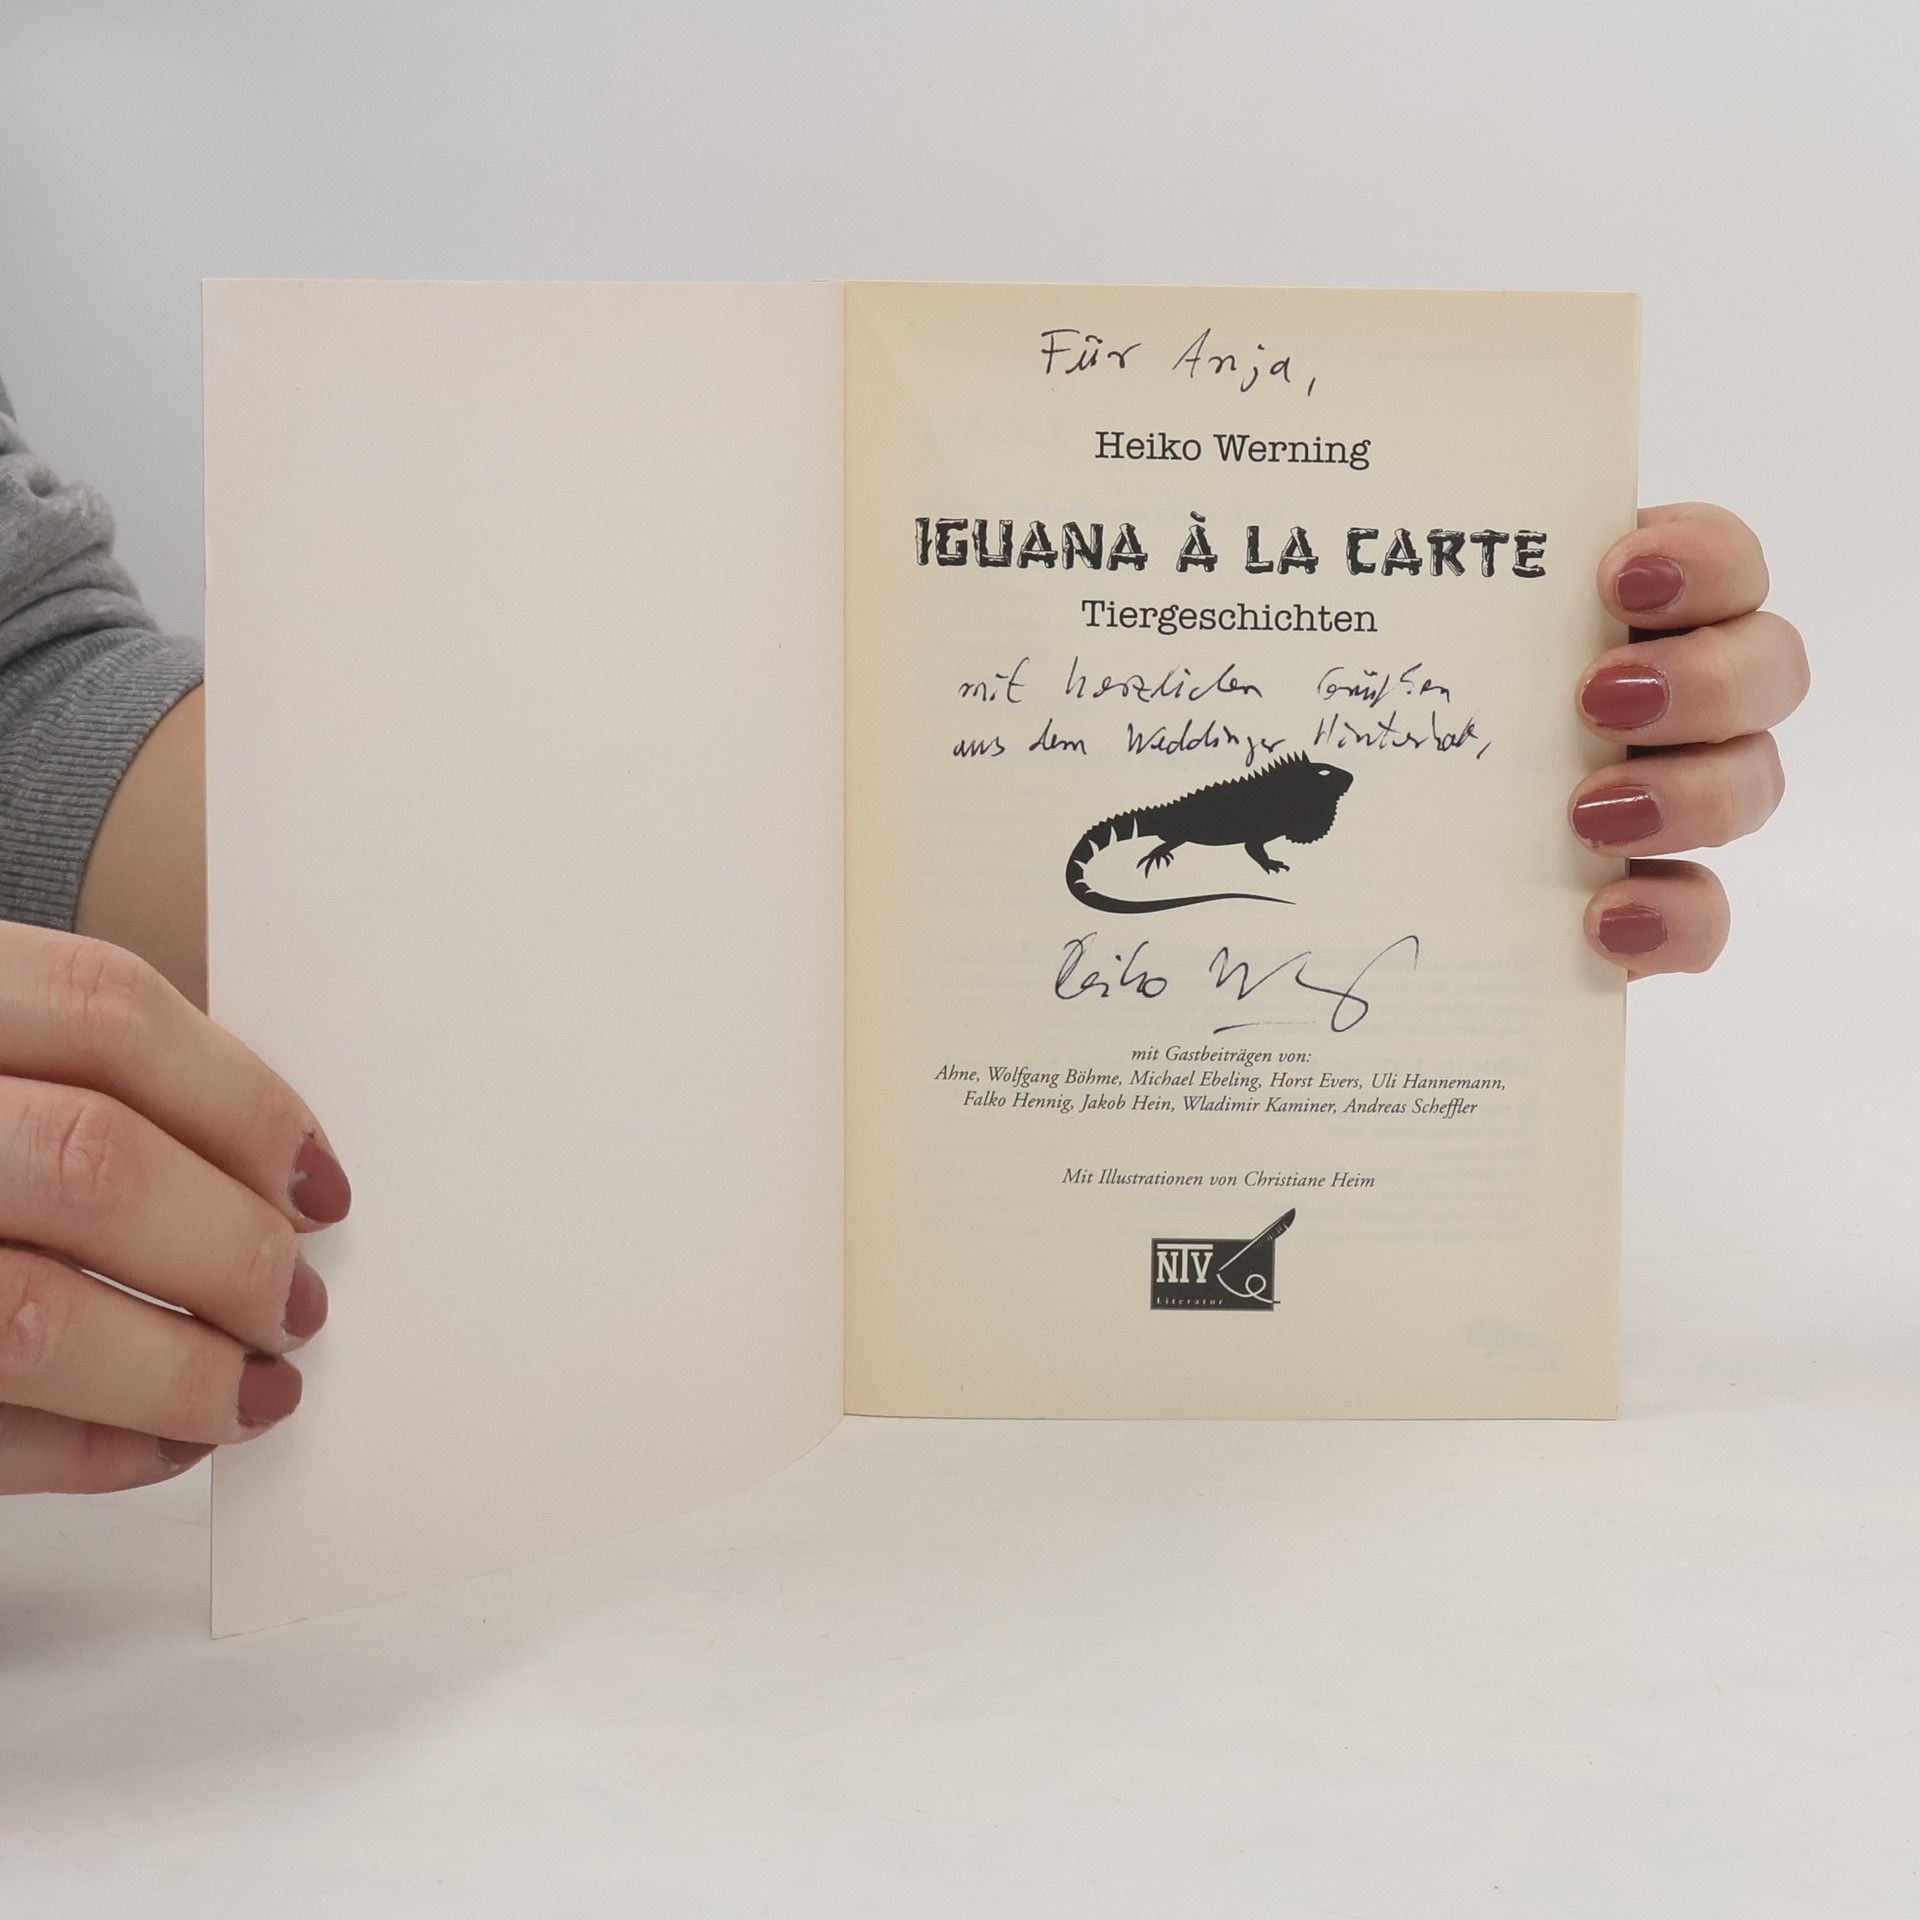 Für Anja,
Heiko Werning
IGUANA À LA CARTE
Tiergeschichten
mit herzlichen Grüßen
aus dem Weddinger Hinterhof,
Heiko Werning
mit Gastbeiträgen von:
Ahne, Wolfgang Böhme, Michael Ebeling, Horst Evers, Uli Hannemann,
Falko Hennig, Jakob Hein, Wladimir Kaminer, Andreas Scheffler
Mit Illustrationen von Christiane Heim
NTV
Literatur